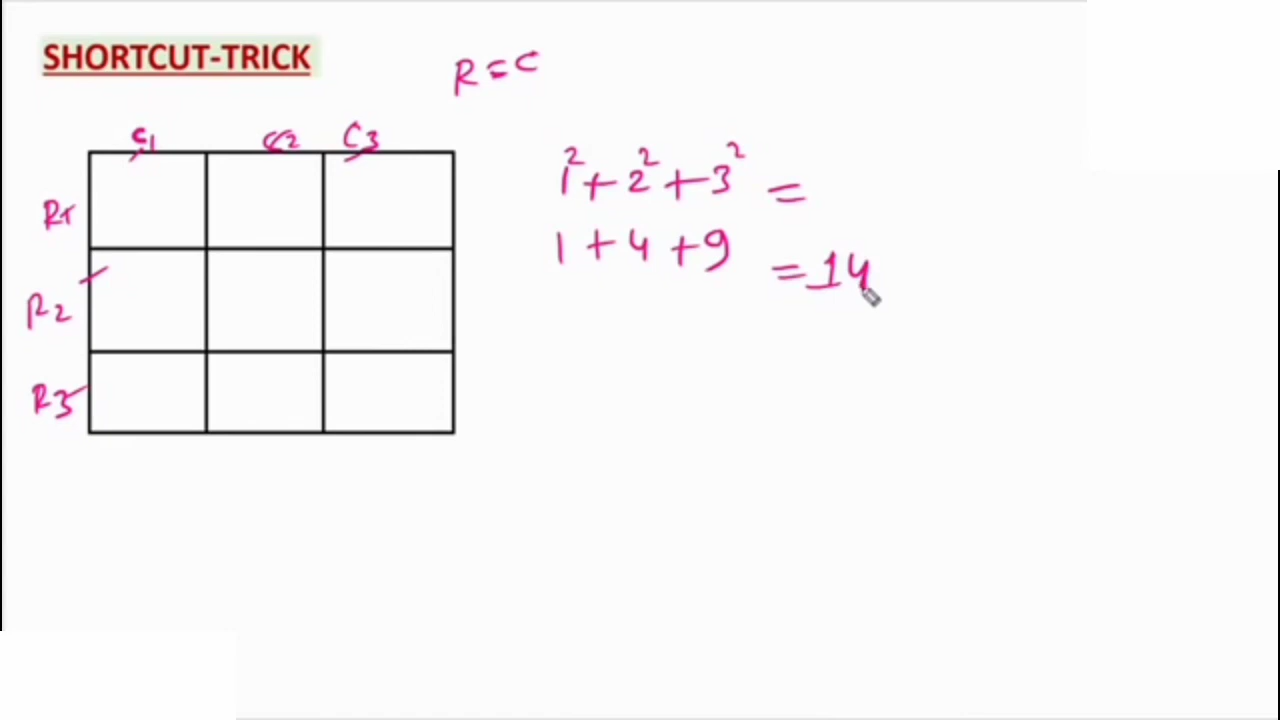 SHORTCUT-TRICK
R = C
C1 C2 C3
R1
R2
R3
1² + 2² + 3² =
1 + 4 + 9 = 14